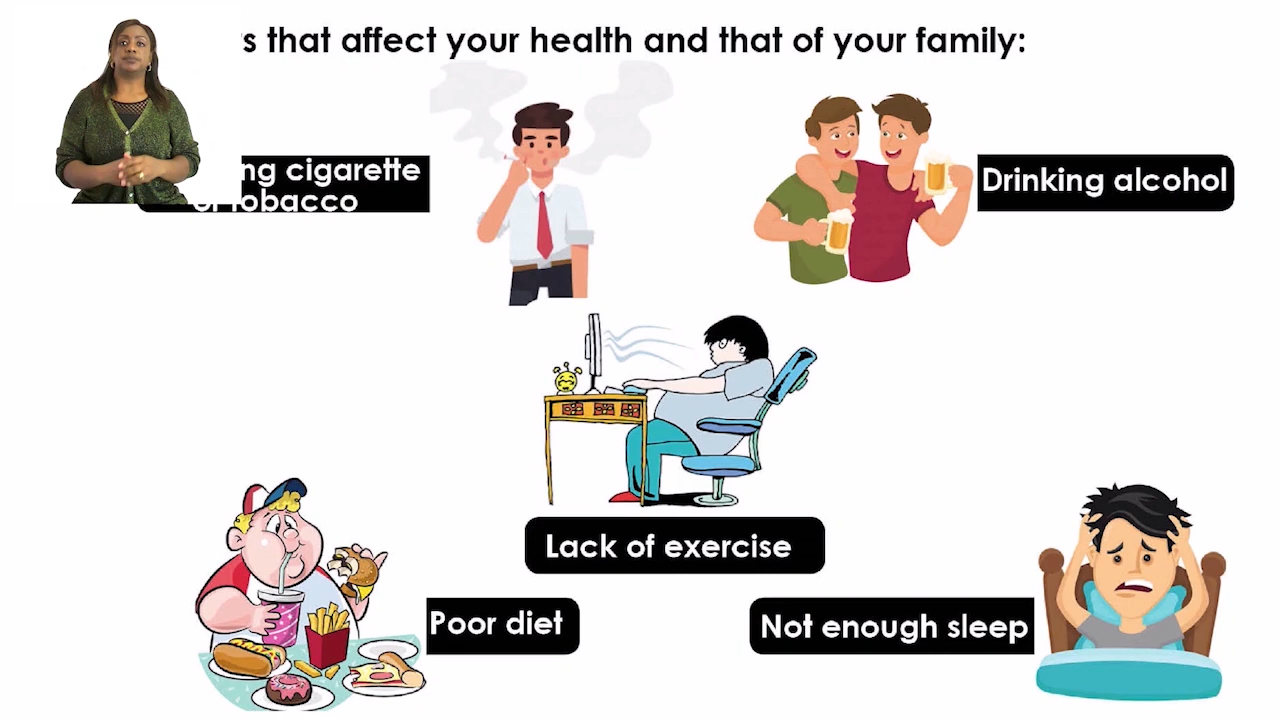 that affect your health and that of your family:
cigarette
tobacco
Drinking alcohol
Lack of exercise
Poor diet
Not enough sleep